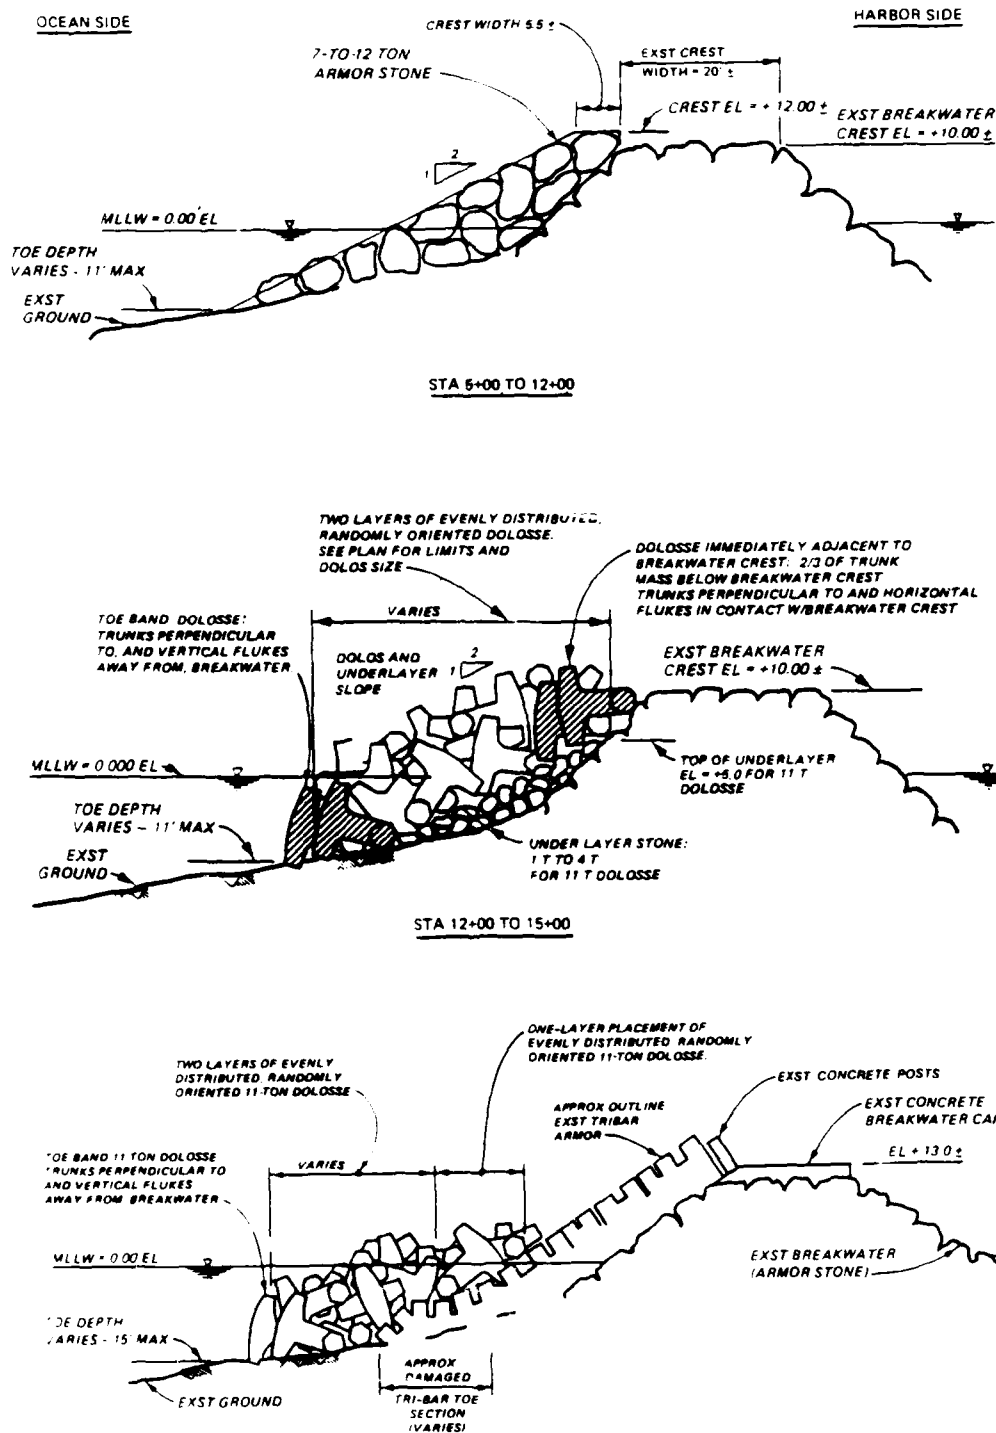 OCEAN SIDE
HARBOR SIDE
CREST WIDTH 5.5 ±
7-TO-12 TON
ARMOR STONE
EXST CREST
WIDTH = 20' ±
CREST EL = +12.00 ±
EXST BREAKWATER
CREST EL = +10.00 ±
2
1
MLLW = 0.00' EL
TOE DEPTH
VARIES - 11' MAX
EXST
GROUND
STA 5+00 TO 12+00
TWO LAYERS OF EVENLY DISTRIBUTED,
RANDOMLY ORIENTED DOLOSSE.
SEE PLAN FOR LIMITS AND
DOLOS SIZE
DOLOSSE IMMEDIATELY ADJACENT TO
BREAKWATER CREST: 2/3 OF TRUNK
MASS BELOW BREAKWATER CREST
TRUNKS PERPENDICULAR TO AND HORIZONTAL
FLUKES IN CONTACT W/BREAKWATER CREST
VARIES
TOE BAND DOLOSSE:
TRUNKS PERPENDICULAR
TO, AND VERTICAL FLUKES
AWAY FROM, BREAKWATER
DOLOS AND
UNDERLAYER
SLOPE
2
1
EXST BREAKWATER
CREST EL = +10.00 ±
MLLW = 0.000 EL
TOP OF UNDERLAYER
EL = +5.0 FOR 11 T
DOLOSSE
TOE DEPTH
VARIES - 11' MAX
EXST
GROUND
UNDER LAYER STONE:
1 T TO 4 T
FOR 11 T DOLOSSE
STA 12+00 TO 15+00
ONE-LAYER PLACEMENT OF
EVENLY DISTRIBUTED RANDOMLY
ORIENTED 11-TON DOLOSSE.
TWO LAYERS OF EVENLY
DISTRIBUTED, RANDOMLY
ORIENTED 11-TON DOLOSSE
EXST CONCRETE POSTS
APPROX OUTLINE
EXST TRIBAR
ARMOR
EXST CONCRETE
BREAKWATER CA
EL + 13.0 ±
TOE BAND 11 TON DOLOSSE
TRUNKS PERPENDICULAR TO
AND VERTICAL FLUKES
AWAY FROM BREAKWATER
VARIES
MLLW = 0.00 EL
EXST BREAKWATER
(ARMOR STONE)
TOE DEPTH
VARIES - 15' MAX
EXST GROUND
APPROX
DAMAGED
TRI-BAR TOE
SECTION
(VARIES)